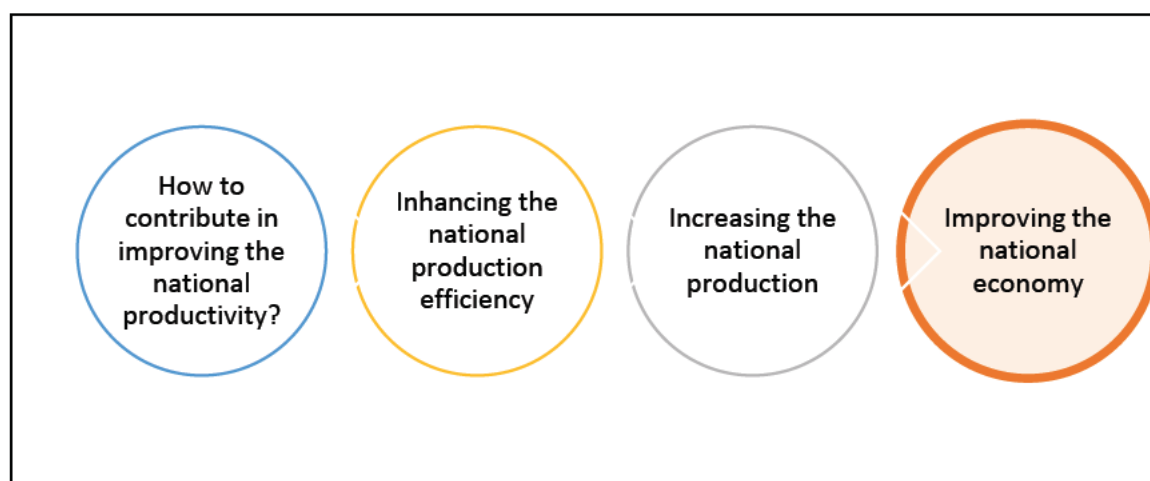 How to
contribute in
improving the
national
productivity?
Inhancing the
national
production
efficiency
Increasing the
national
production
Improving the
national
economy